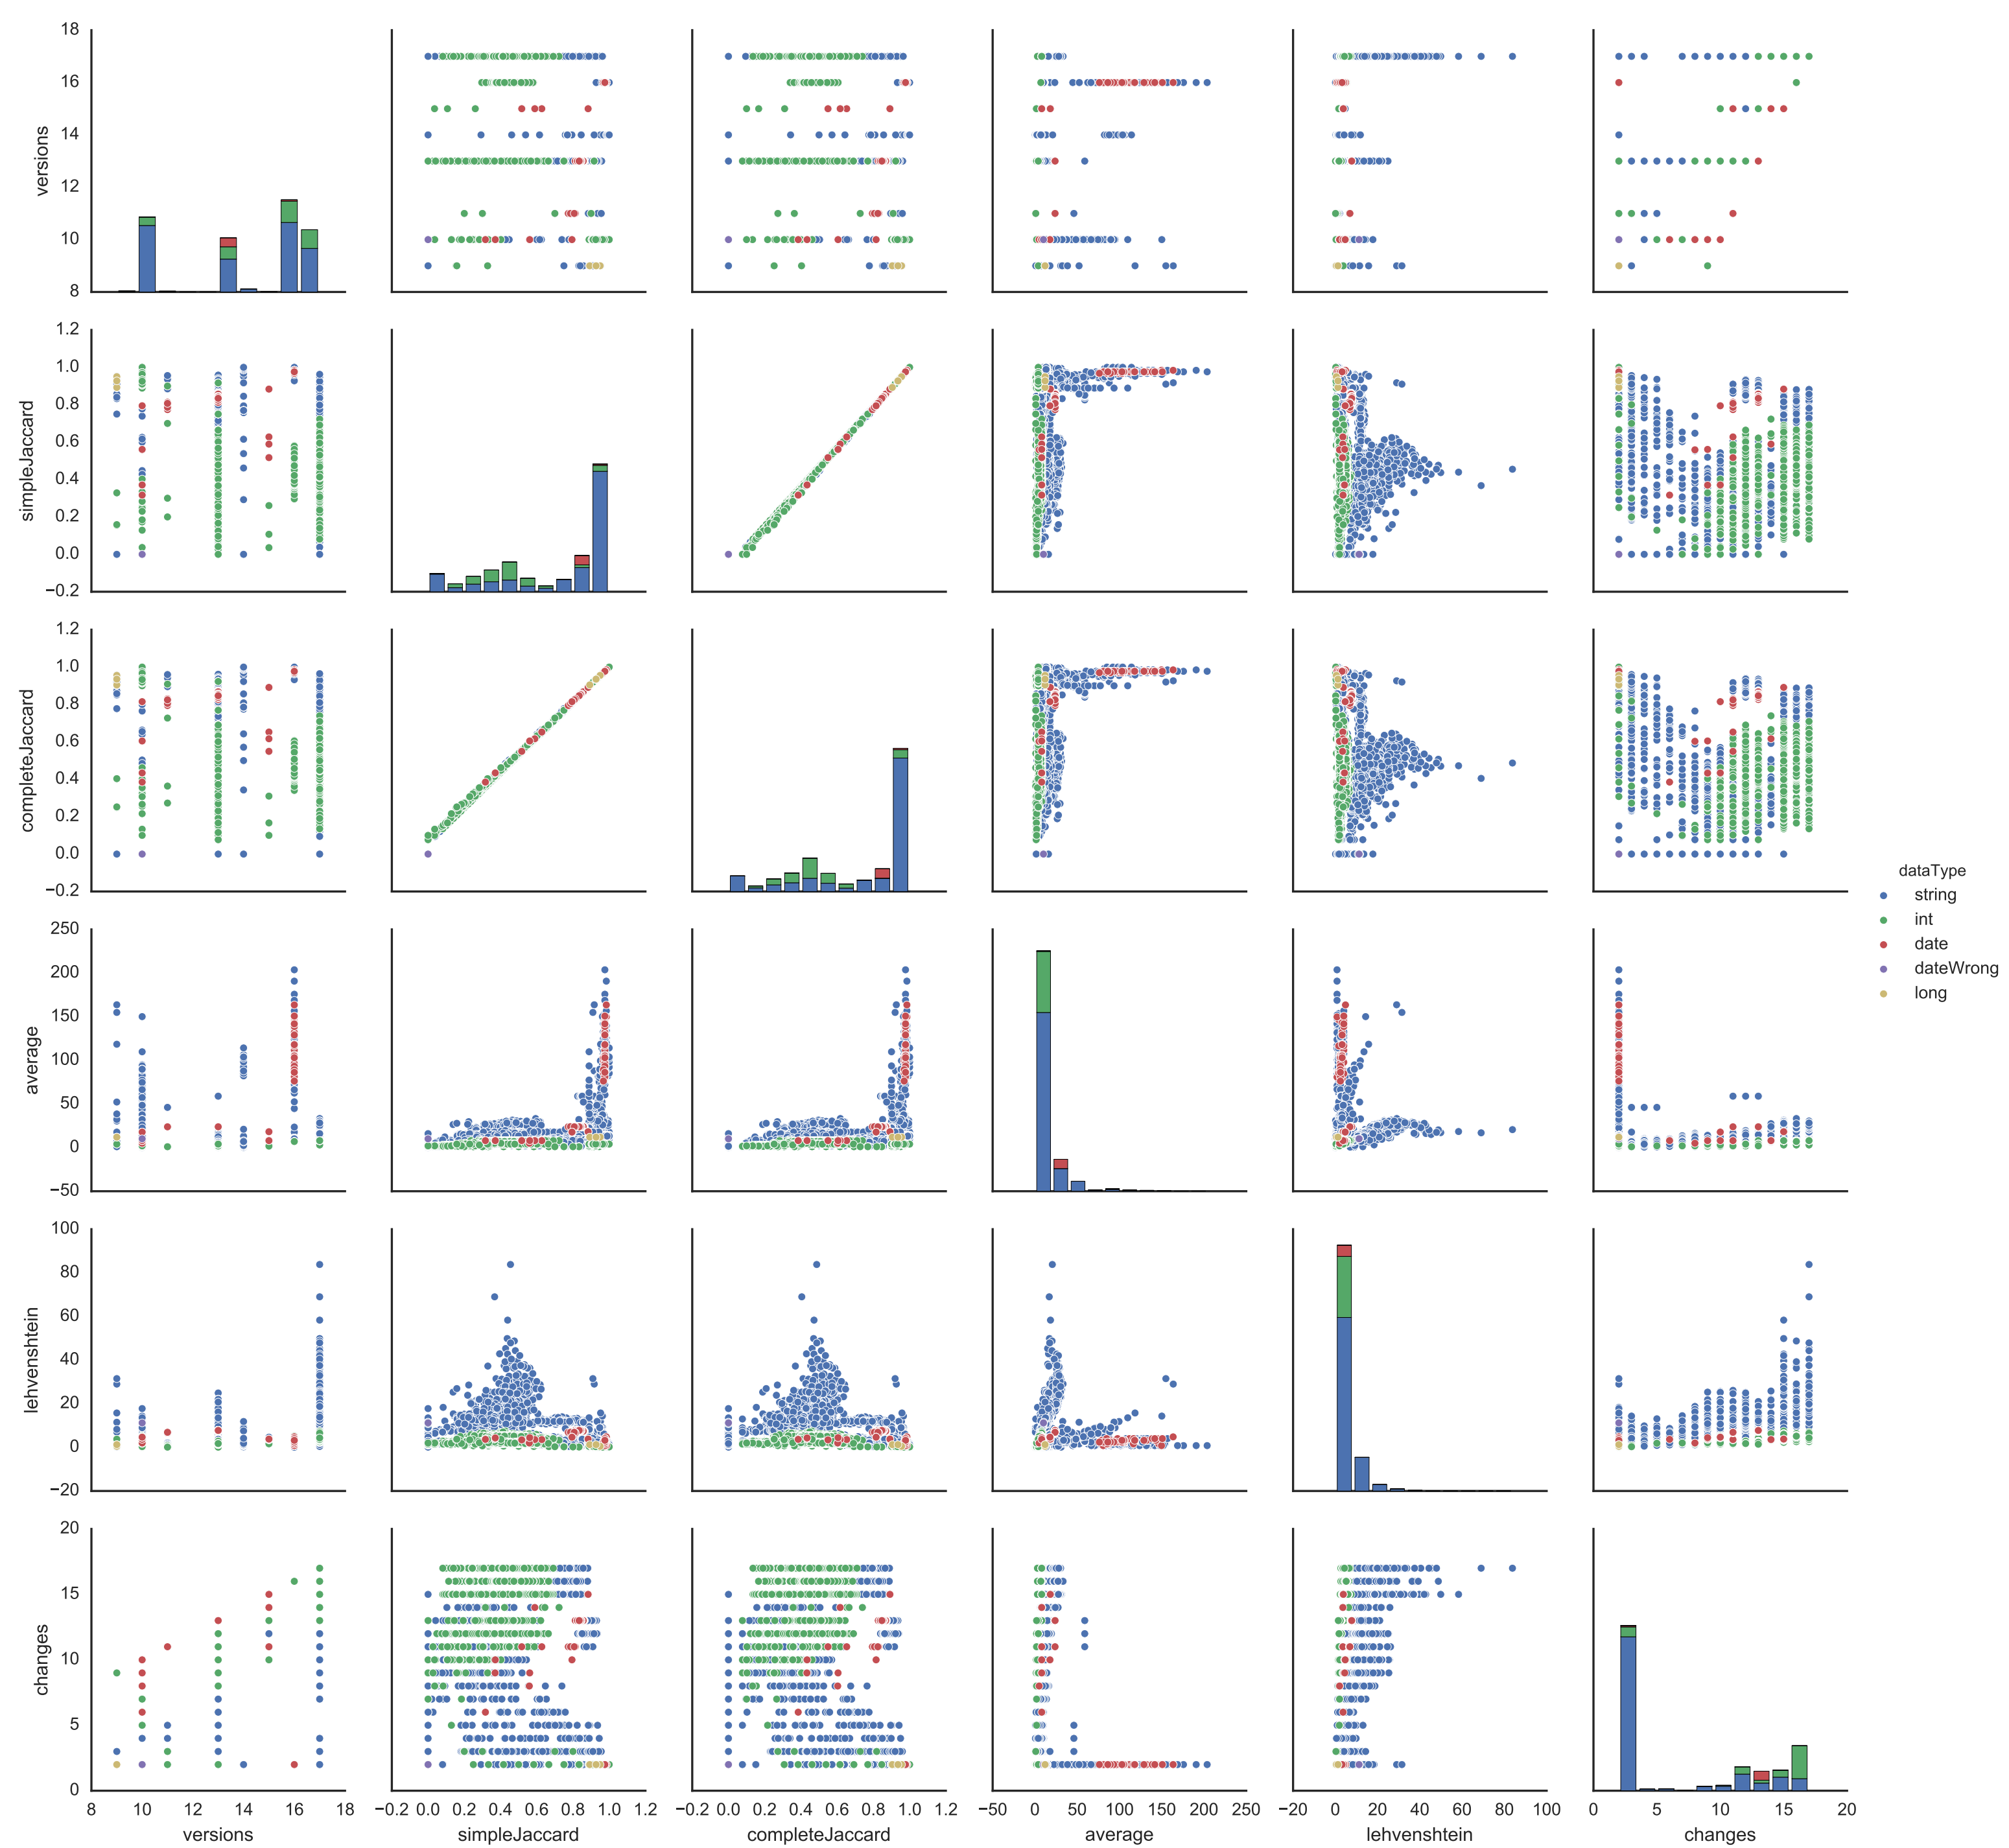 18
16
14
12
10
8
versions
1.2
1.0
0.8
0.6
0.4
0.2
0.0
−0.2
simpleJaccard
1.2
1.0
0.8
0.6
0.4
0.2
0.0
−0.2
completeJaccard
dataType
string
int
date
dateWrong
long
250
200
150
100
50
0
−50
average
100
80
60
40
20
0
−20
lehvenshtein
20
15
10
5
0
changes
8 10 12 14 16 18
−0.2 0.0 0.2 0.4 0.6 0.8 1.0 1.2
−0.2 0.0 0.2 0.4 0.6 0.8 1.0 1.2
−50 0 50 100 150 200 250
−20 0 20 40 60 80 100
0 5 10 15 20
versions simpleJaccard completeJaccard average lehvenshtein changes